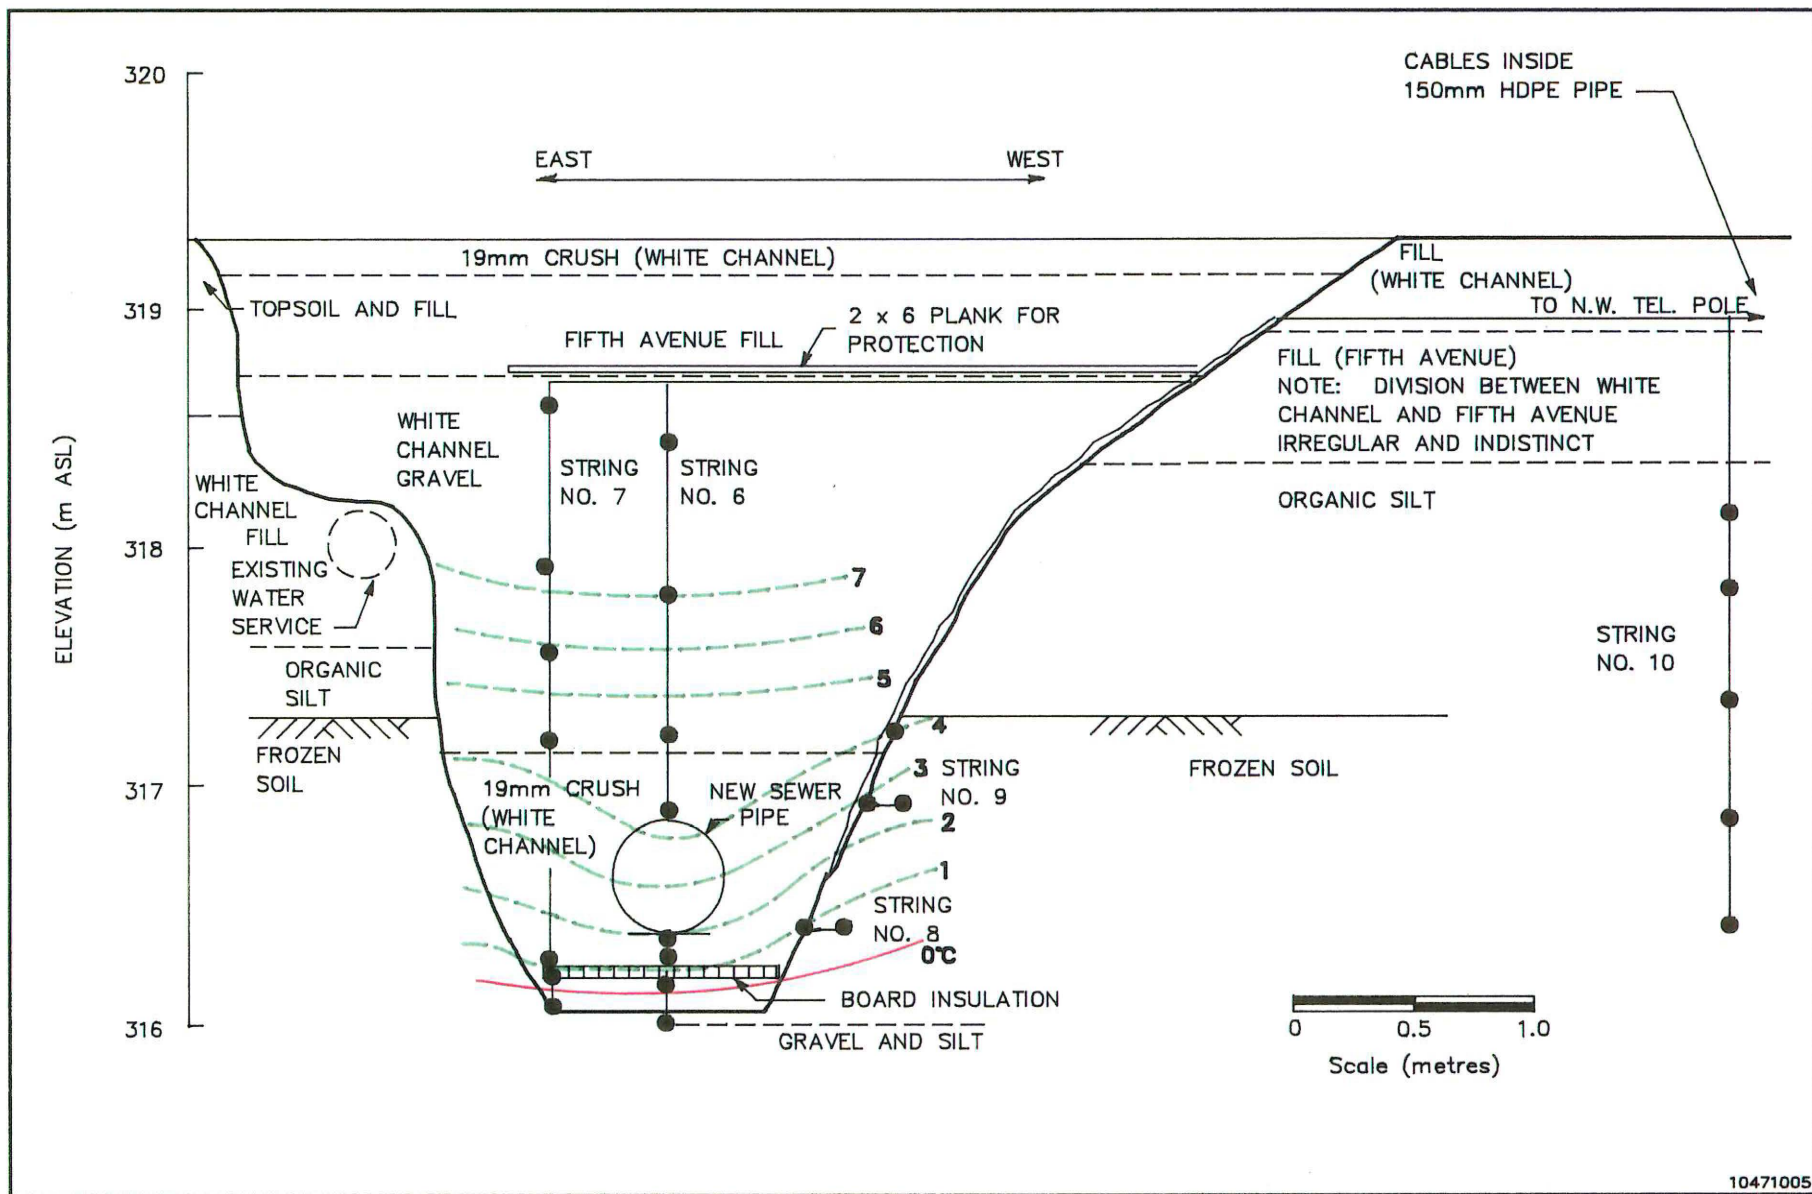 320
CABLES INSIDE
150mm HDPE PIPE
EAST
WEST
19mm CRUSH (WHITE CHANNEL)
FILL
(WHITE CHANNEL)
319
TOPSOIL AND FILL
TO N.W. TEL. POLE
2 x 6 PLANK FOR
PROTECTION
FIFTH AVENUE FILL
FILL (FIFTH AVENUE)
NOTE: DIVISION BETWEEN WHITE
CHANNEL AND FIFTH AVENUE
IRREGULAR AND INDISTINCT
WHITE
CHANNEL
GRAVEL
STRING
NO. 7
STRING
NO. 6
ORGANIC SILT
WHITE
CHANNEL
FILL
318
EXISTING
WATER
SERVICE
7
6
5
STRING
NO. 10
ELEVATION (m ASL)
ORGANIC
SILT
4
FROZEN
SOIL
FROZEN SOIL
317
19mm CRUSH
(WHITE
CHANNEL)
NEW SEWER
PIPE
3
STRING
NO. 9
2
1
STRING
NO. 8
0°C
BOARD INSULATION
316
GRAVEL AND SILT
0
0.5
1.0
Scale (metres)
10471005